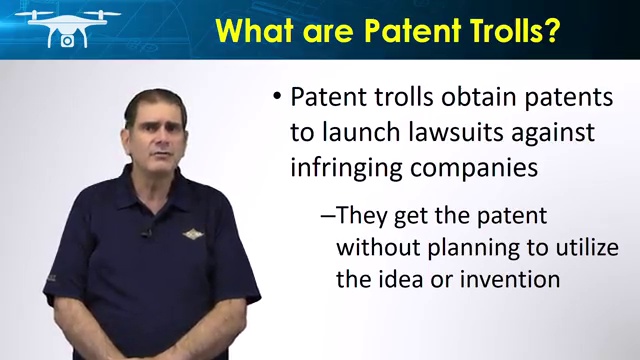 What are Patent Trolls?
• Patent trolls obtain patents
to launch lawsuits against
infringing companies
–They get the patent
without planning to utilize
the idea or invention